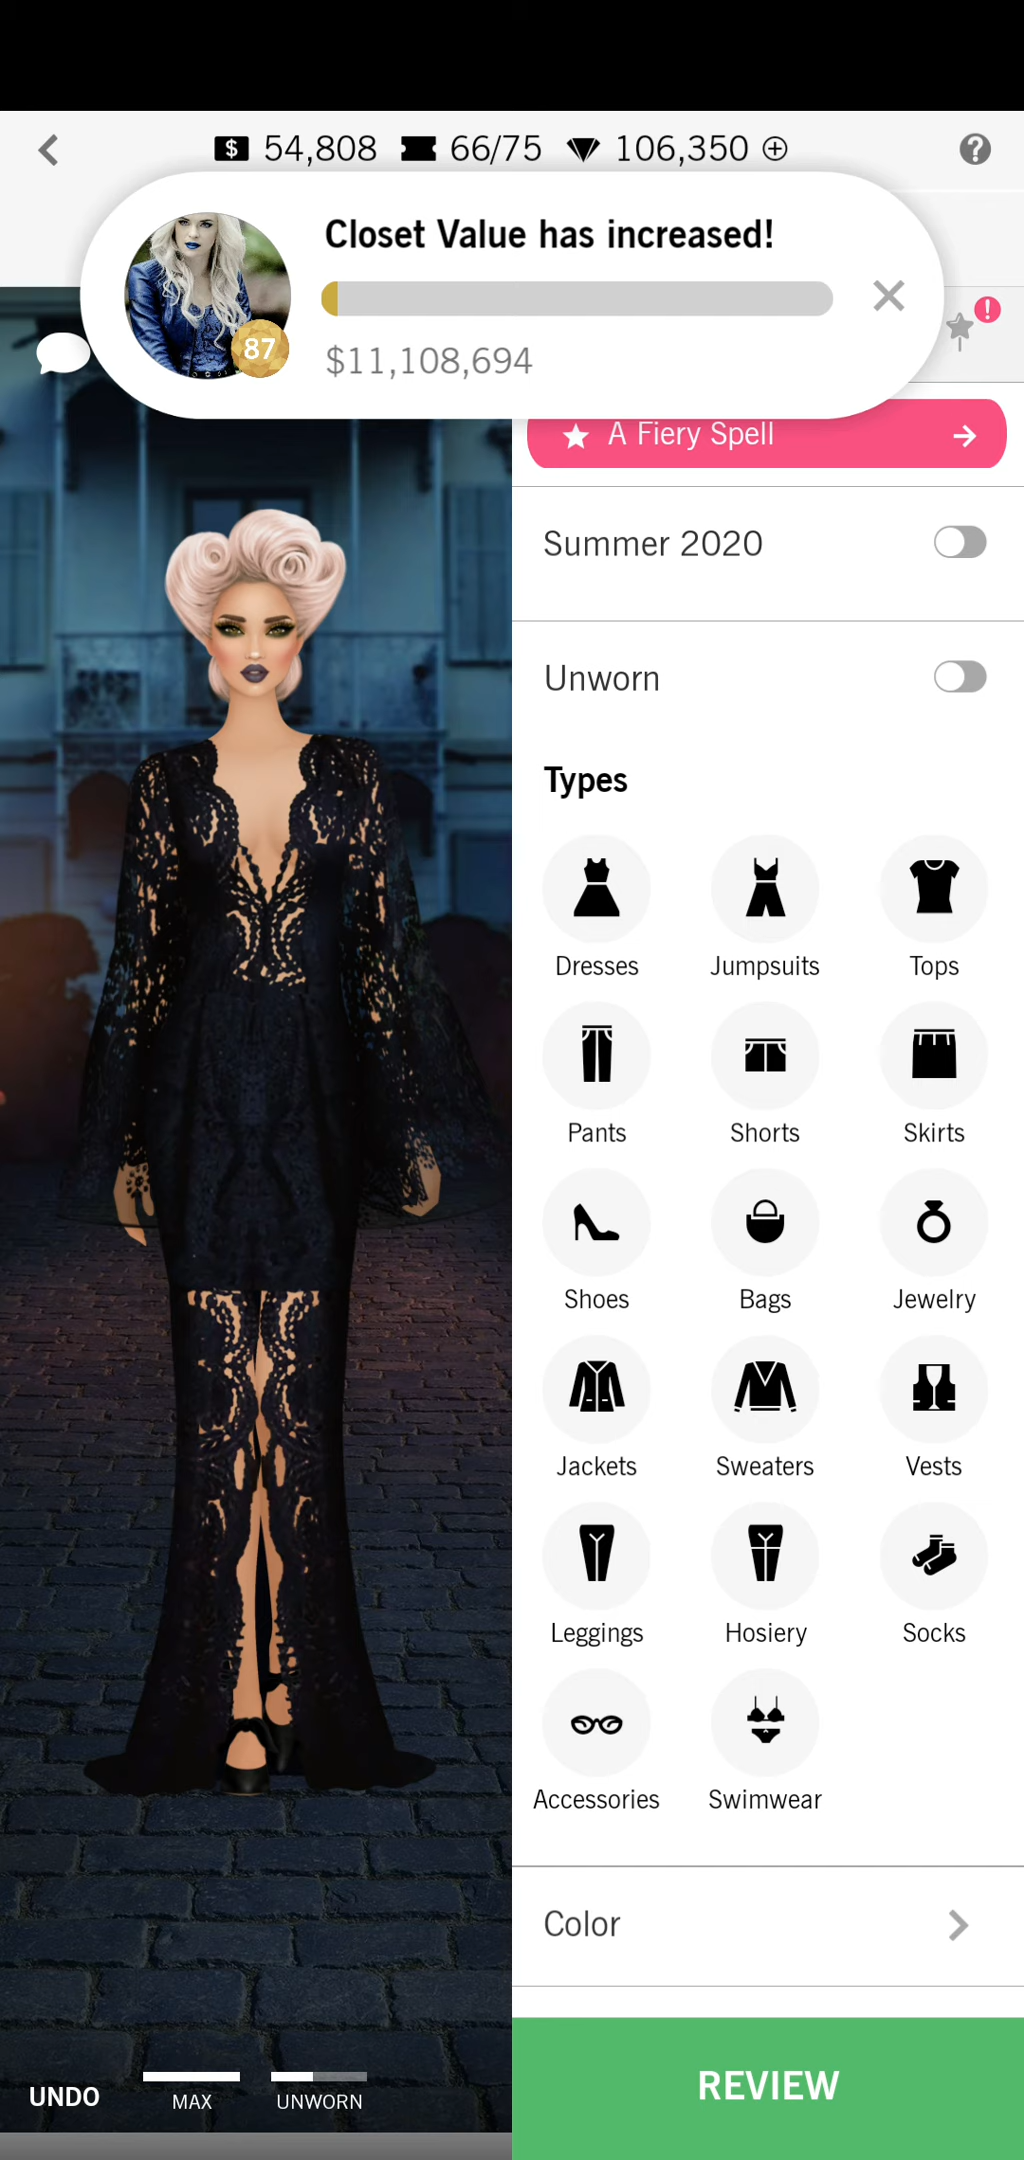 54,808 66/75 106,350
Closet Value has increased!
87
$11,108,694
A Fiery Spell
Summer 2020
Unworn
Types
Dresses Jumpsuits Tops
Pants Shorts Skirts
Shoes Bags Jewelry
Jackets Sweaters Vests
Leggings Hosiery Socks
Accessories Swimwear
Color
UNDO MAX UNWORN
REVIEW